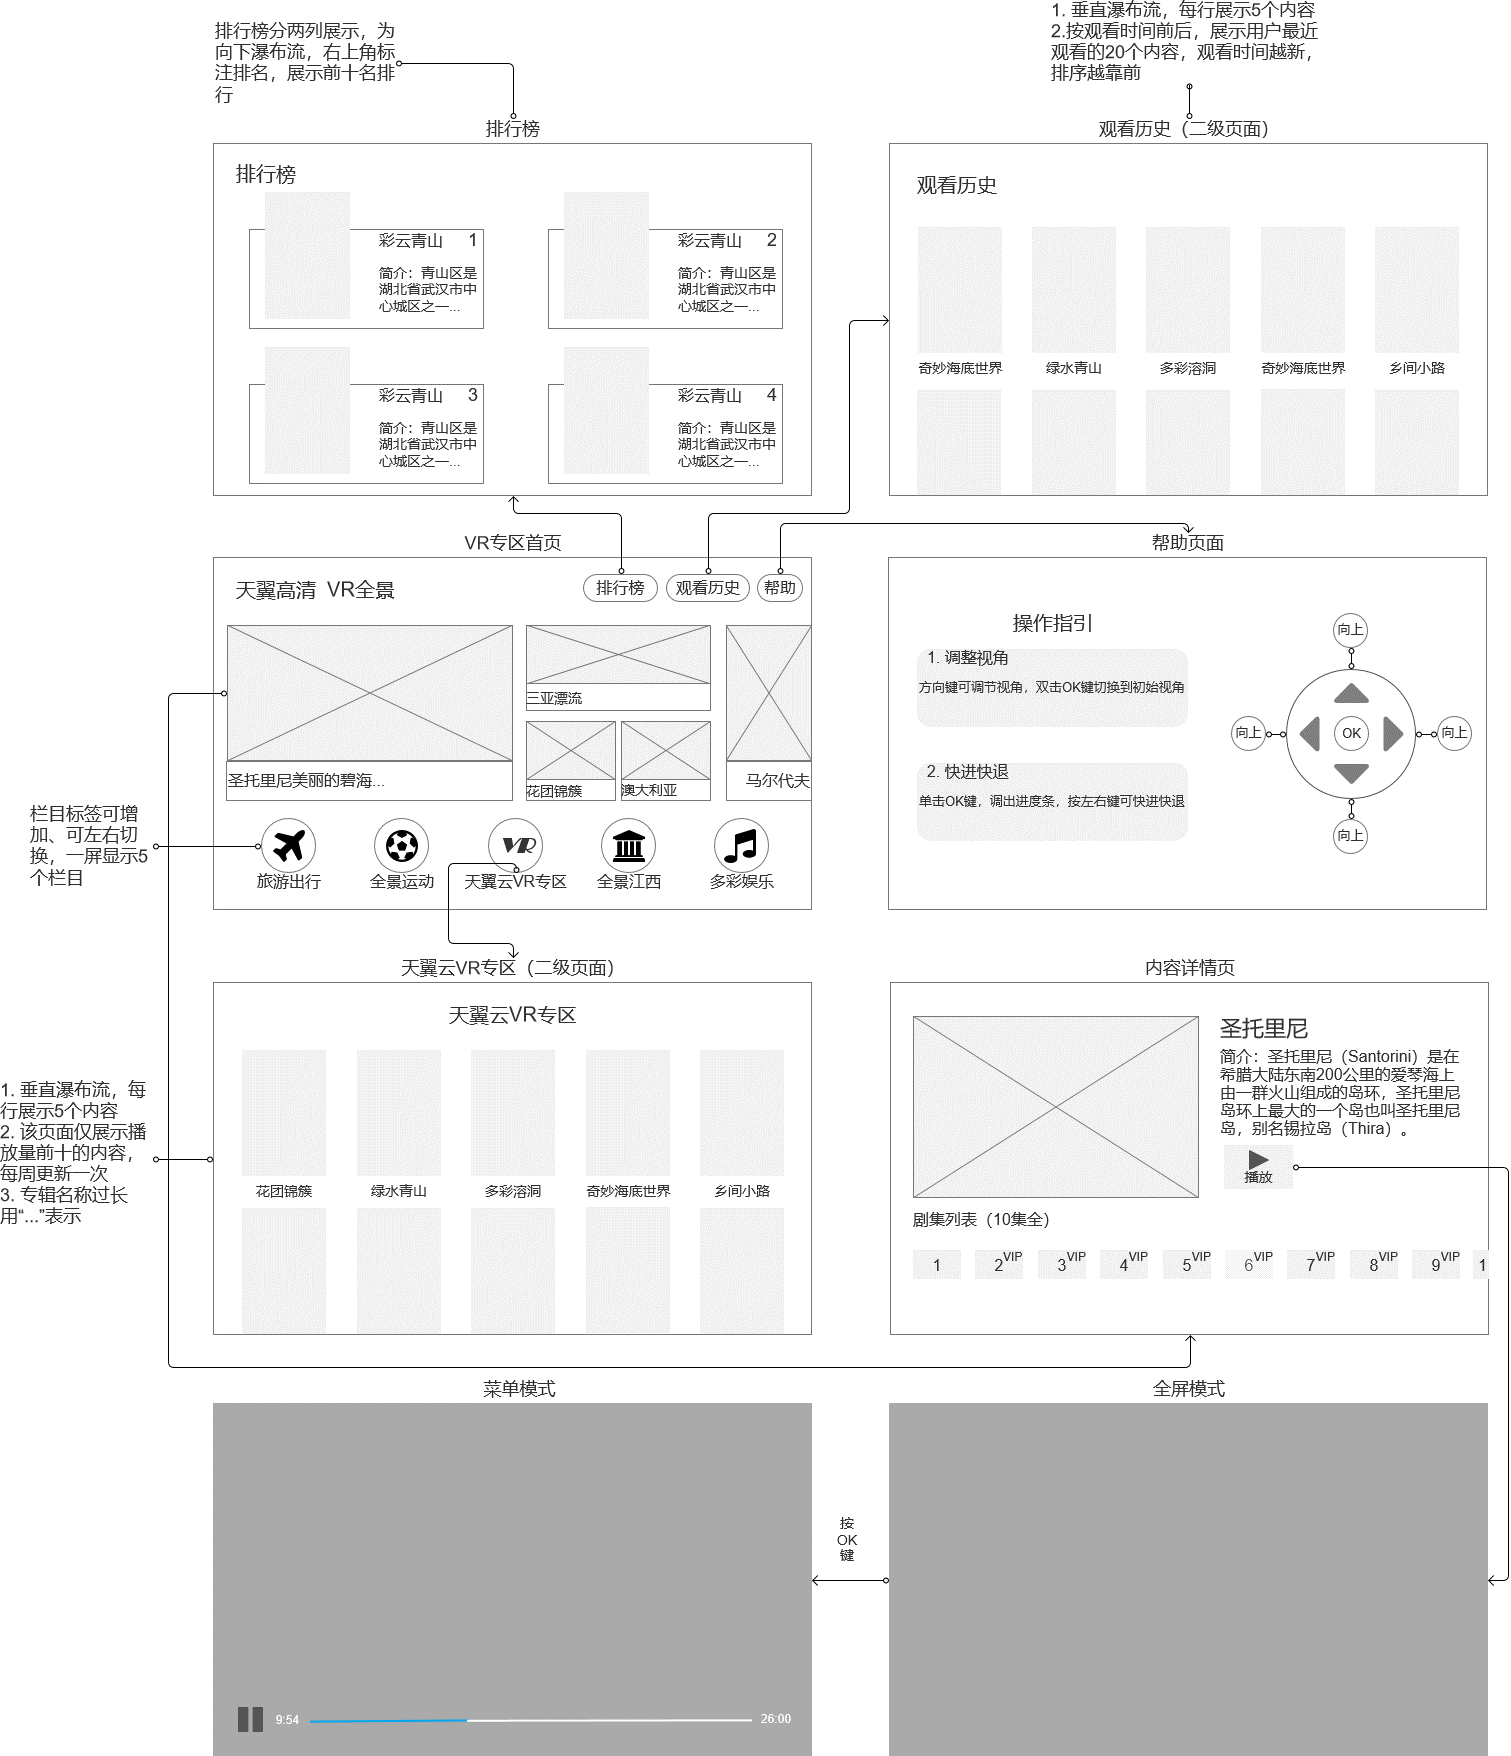 排行榜分两列展示，为
向下瀑布流，右上角标
注排名，展示前十名排
行
1. 垂直瀑布流，每行展示5个内容
2.按观看时间前后，展示用户最近
观看的20个内容，观看时间越新，
排序越靠前
排行榜
排行榜
彩云青山 1
简介：青山区是
湖北省武汉市中
心城区之一...
彩云青山 2
简介：青山区是
湖北省武汉市中
心城区之一...
彩云青山 3
简介：青山区是
湖北省武汉市中
心城区之一...
彩云青山 4
简介：青山区是
湖北省武汉市中
心城区之一...
观看历史（二级页面）
观看历史
奇妙海底世界 绿水青山 多彩溶洞 奇妙海底世界 乡间小路
VR专区首页
天翼高清 VR全景 排行榜 观看历史 帮助
三亚漂流
圣托里尼美丽的碧海...
花团锦簇 澳大利亚
马尔代夫
旅游出行 全景运动 天翼云VR专区 全景江西 多彩娱乐
VR
栏目标签可增
加、可左右切
换，一屏显示5
个栏目
帮助页面
操作指引
1. 调整视角
方向键可调节视角，双击OK键切换到初始视角
2. 快进快退
单击OK键，调出进度条，按左右键可快进快退
向上
向上 OK 向上
向上
天翼云VR专区（二级页面）
天翼云VR专区
花团锦簇 绿水青山 多彩溶洞 奇妙海底世界 乡间小路
1. 垂直瀑布流，每
行展示5个内容
2. 该页面仅展示播
放量前十的内容，
每周更新一次
3. 专辑名称过长
用“...”表示
内容详情页
圣托里尼
简介：圣托里尼（Santorini）是在
希腊大陆东南200公里的爱琴海上
由一群火山组成的岛环，圣托里尼
岛环上最大的一个岛也叫圣托里尼
岛，别名锡拉岛（Thira）。
播放
剧集列表（10集全）
1 2 VIP 3 VIP 4 VIP 5 VIP 6 VIP 7 VIP 8 VIP 9 VIP 1
菜单模式
9:54 26:00
按
OK
键
全屏模式